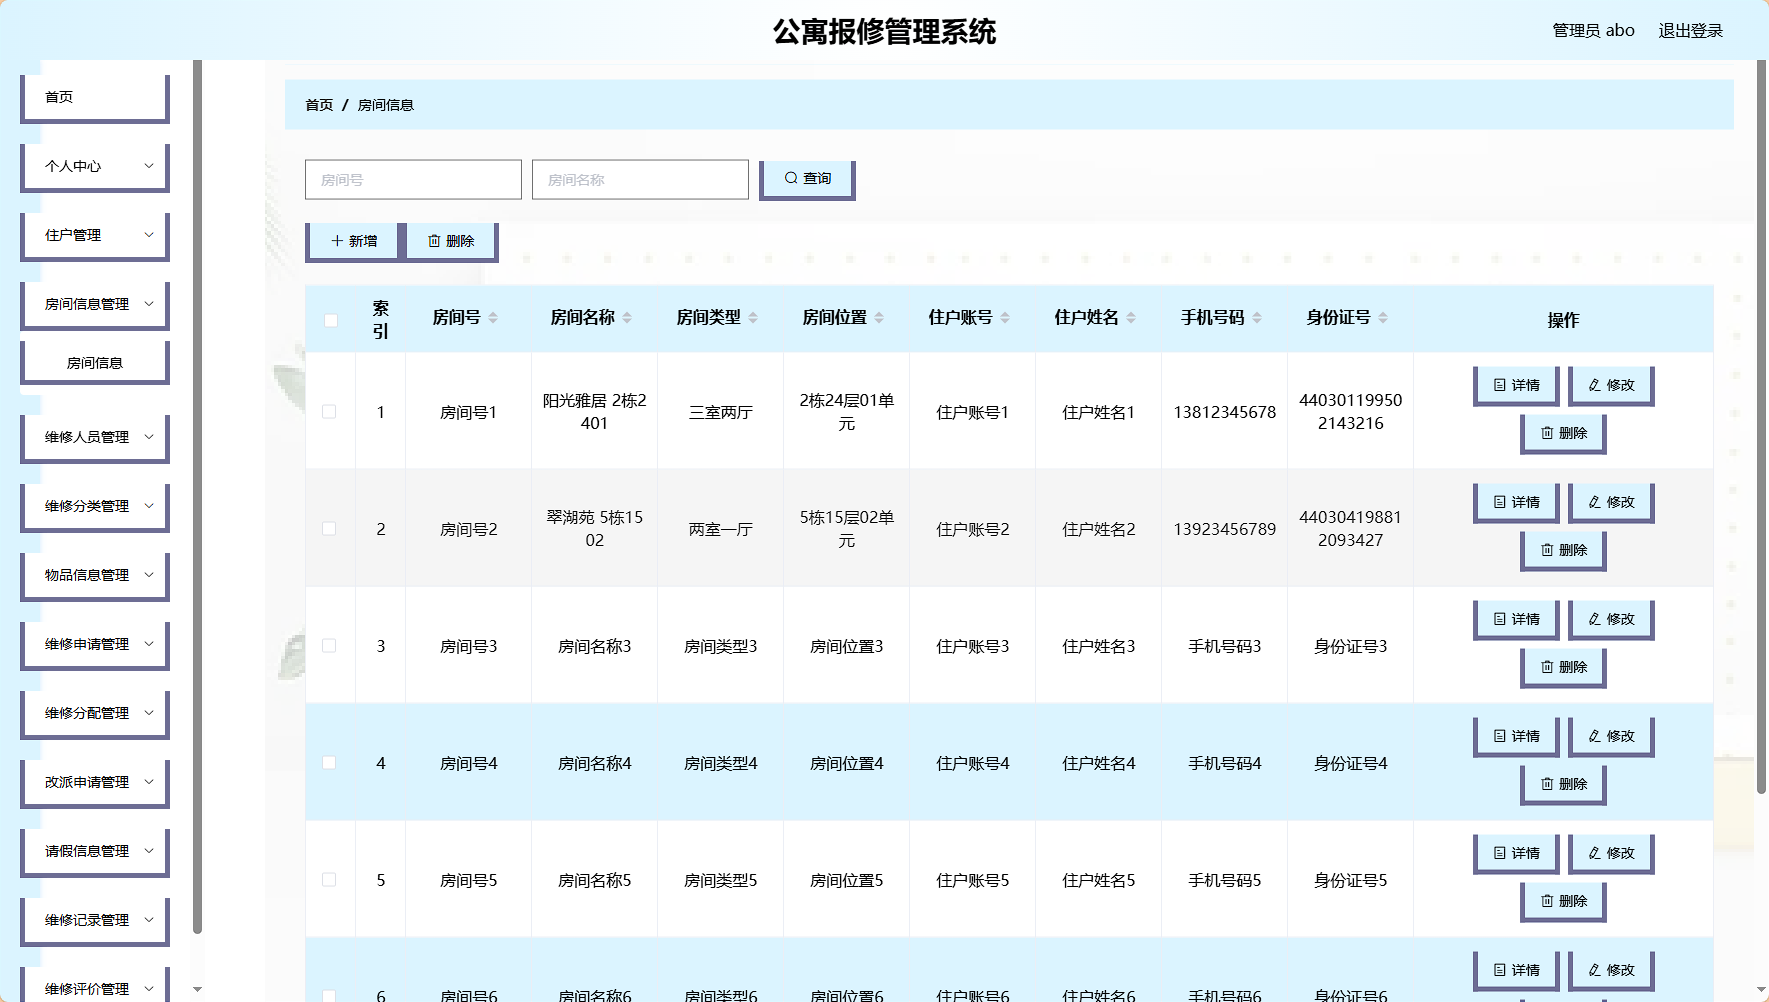 公寓报修管理系统
管理员 abo 退出登录
首页
个人中心
住户管理
房间信息管理
房间信息
维修人员管理
维修分类管理
物品信息管理
维修申请管理
维修分配管理
改派申请管理
请假信息管理
维修记录管理
维修评价管理
首页 / 房间信息
房间号 房间名称 查询
新增 删除
索引 房间号 房间名称 房间类型 房间位置 住户账号 住户姓名 手机号码 身份证号 操作
1 房间号1 阳光雅居 2栋2401 三室两厅 2栋24层01单元 住户账号1 住户姓名1 13812345678 440301199502143216 详情 修改 删除
2 房间号2 翠湖苑 5栋1502 两室一厅 5栋15层02单元 住户账号2 住户姓名2 13923456789 440304198812093427 详情 修改 删除
3 房间号3 房间名称3 房间类型3 房间位置3 住户账号3 住户姓名3 手机号码3 身份证号3 详情 修改 删除
4 房间号4 房间名称4 房间类型4 房间位置4 住户账号4 住户姓名4 手机号码4 身份证号4 详情 修改 删除
5 房间号5 房间名称5 房间类型5 房间位置5 住户账号5 住户姓名5 手机号码5 身份证号5 详情 修改 删除
6 房间号6 房间名称6 房间类型6 房间位置6 住户账号6 住户姓名6 手机号码6 身份证号6 详情 修改